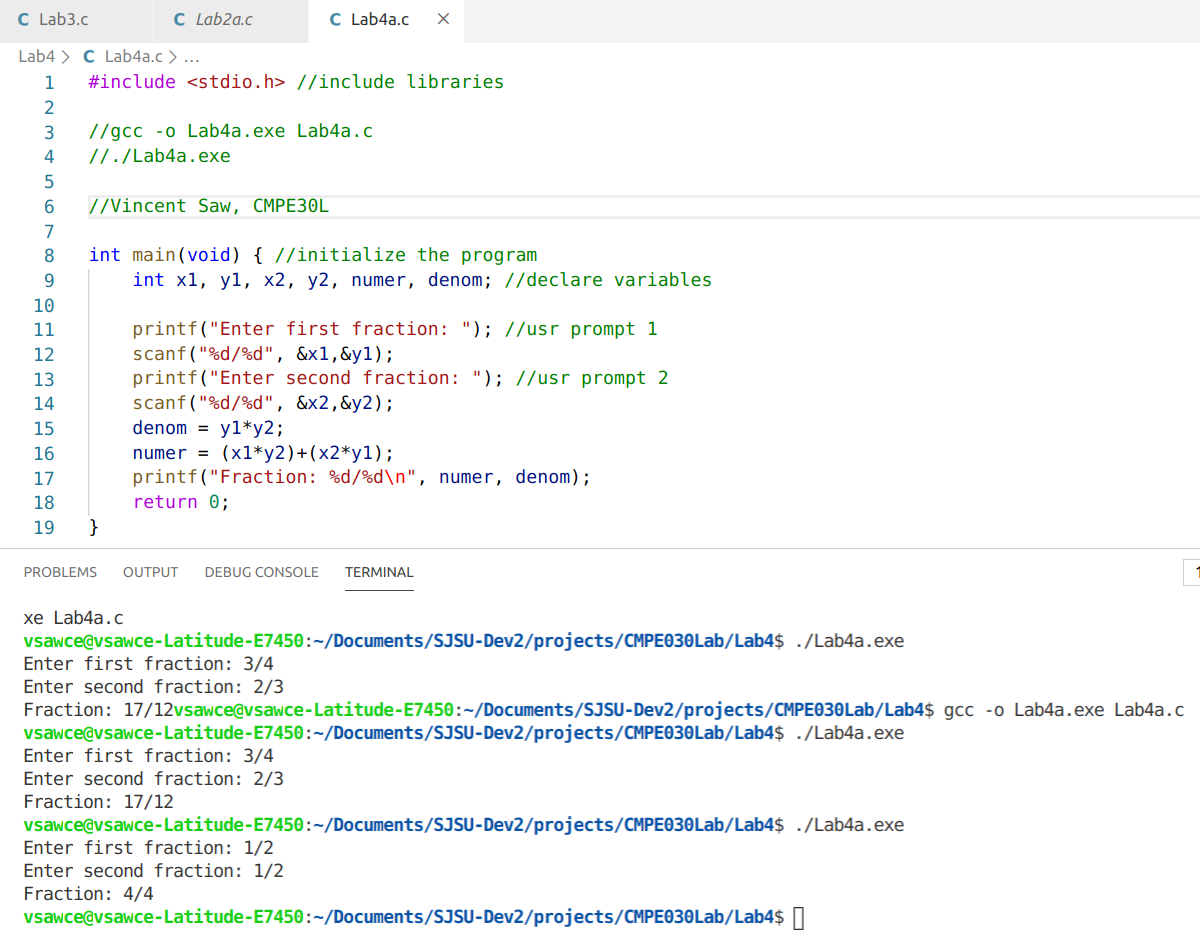 C Lab3.c C Lab2a.c C Lab4a.c ×
Lab4 > C Lab4a.c > ...
1 #include <stdio.h> //include libraries
2
3 //gcc -o Lab4a.exe Lab4a.c
4 //./Lab4a.exe
5
6 //Vincent Saw, CMPE30L
7
8 int main(void) { //initialize the program
9     int x1, y1, x2, y2, numer, denom; //declare variables
10
11     printf("Enter first fraction: "); //usr prompt 1
12     scanf("%d/%d", &x1,&y1);
13     printf("Enter second fraction: "); //usr prompt 2
14     scanf("%d/%d", &x2,&y2);
15     denom = y1*y2;
16     numer = (x1*y2)+(x2*y1);
17     printf("Fraction: %d/%d\n", numer, denom);
18     return 0;
19 }
PROBLEMS OUTPUT DEBUG CONSOLE TERMINAL 1
xe Lab4a.c
vsawce@vsawce-Latitude-E7450:~/Documents/SJSU-Dev2/projects/CMPE030Lab/Lab4$ ./Lab4a.exe
Enter first fraction: 3/4
Enter second fraction: 2/3
Fraction: 17/12vsawce@vsawce-Latitude-E7450:~/Documents/SJSU-Dev2/projects/CMPE030Lab/Lab4$ gcc -o Lab4a.exe Lab4a.c
vsawce@vsawce-Latitude-E7450:~/Documents/SJSU-Dev2/projects/CMPE030Lab/Lab4$ ./Lab4a.exe
Enter first fraction: 3/4
Enter second fraction: 2/3
Fraction: 17/12
vsawce@vsawce-Latitude-E7450:~/Documents/SJSU-Dev2/projects/CMPE030Lab/Lab4$ ./Lab4a.exe
Enter first fraction: 1/2
Enter second fraction: 1/2
Fraction: 4/4
vsawce@vsawce-Latitude-E7450:~/Documents/SJSU-Dev2/projects/CMPE030Lab/Lab4$